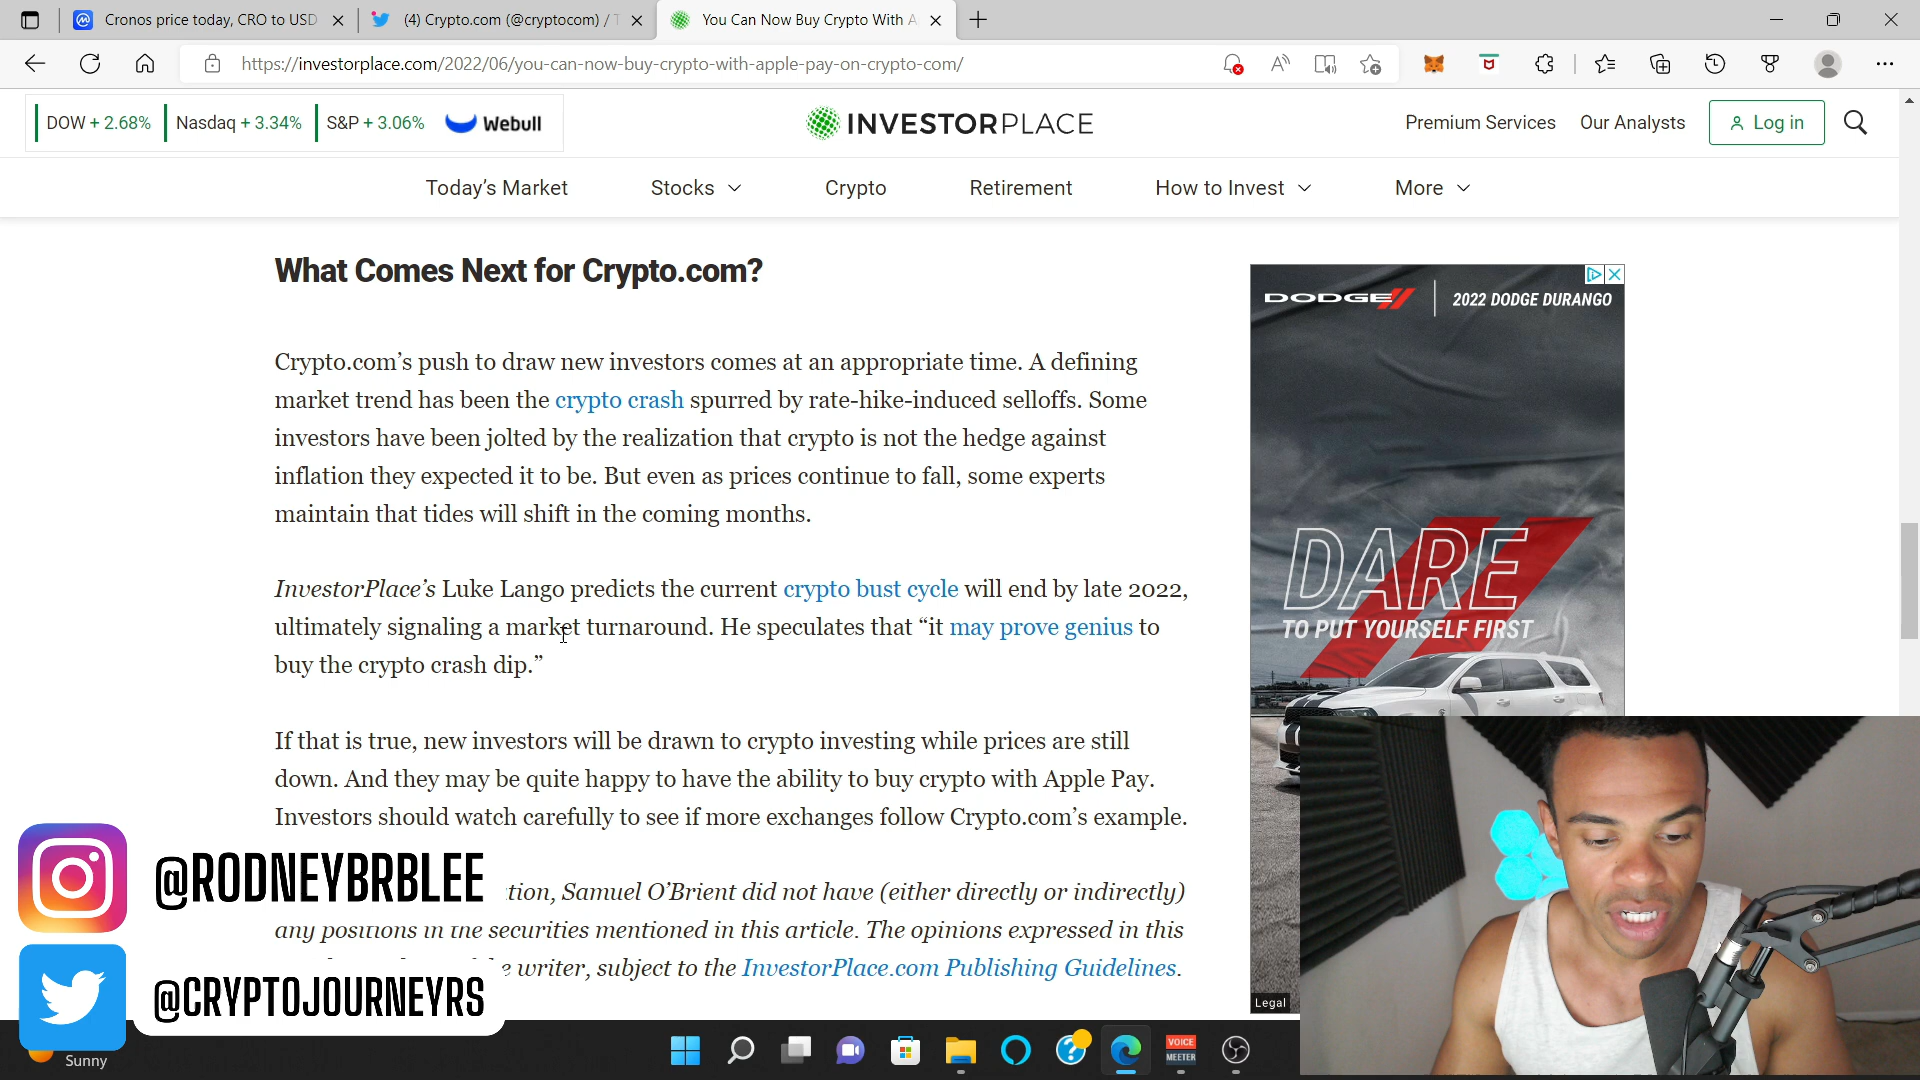 Cronos price today, CRO to USD
(4) Crypto.com (@cryptocom) / T
You Can Now Buy Crypto With A
https://investorplace.com/2022/06/you-can-now-buy-crypto-with-apple-pay-on-crypto-com/
DOW + 2.68%
Nasdaq + 3.34%
S&P + 3.06%
Webull
INVESTORPLACE
Premium Services
Our Analysts
Log in
Today's Market
Stocks
Crypto
Retirement
How to Invest
More
What Comes Next for Crypto.com?
Crypto.com's push to draw new investors comes at an appropriate time. A defining
market trend has been the crypto crash spurred by rate-hike-induced selloffs. Some
investors have been jolted by the realization that crypto is not the hedge against
inflation they expected it to be. But even as prices continue to fall, some experts
maintain that tides will shift in the coming months.
InvestorPlace's Luke Lango predicts the current crypto bust cycle will end by late 2022,
ultimately signaling a market turnaround. He speculates that “it may prove genius to
buy the crypto crash dip.”
If that is true, new investors will be drawn to crypto investing while prices are still
down. And they may be quite happy to have the ability to buy crypto with Apple Pay.
Investors should watch carefully to see if more exchanges follow Crypto.com's example.
tion, Samuel O'Brient did not have (either directly or indirectly)
any positions in the securities mentioned in this article. The opinions expressed in this
writer, subject to the InvestorPlace.com Publishing Guidelines.
DODGE
2022 DODGE DURANGO
DARE
TO PUT YOURSELF FIRST
Legal
@RODNEYBRBLEE
@CRYPTOJOURNEYRS
Sunny
VOICE
MEETER